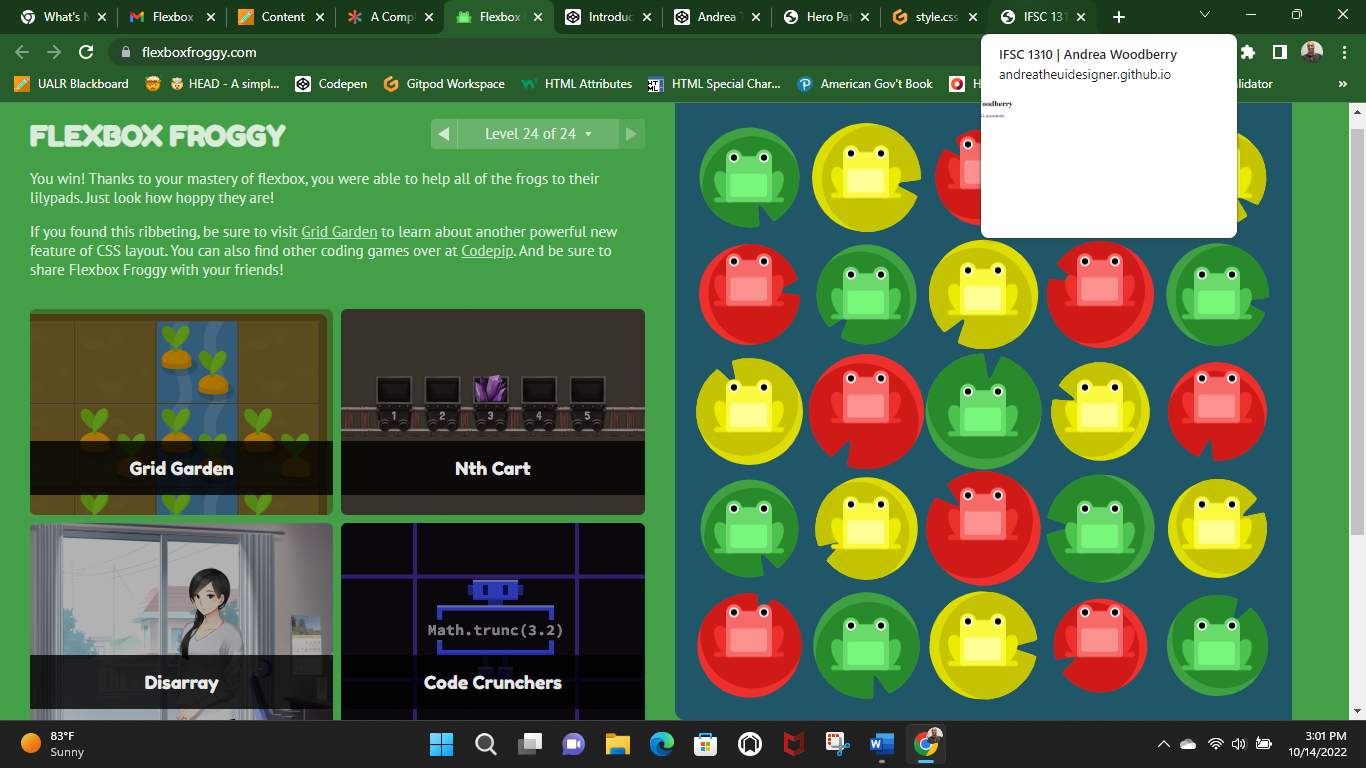 What's N
Flexbox
Content
A Comp
Flexbox
Introduc
Andrea T
Hero Pat
style.css
IFSC 131
flexboxfroggy.com
IFSC 1310 | Andrea Woodberry
andreatheuidesigner.github.io
UALR Blackboard
HEAD - A simpl...
Codepen
Gitpod Workspace
HTML Attributes
HTML Special Char...
American Gov't Book
H
lidator
»
oodberry
FLEXBOX FROGGY
Level 24 of 24
You win! Thanks to your mastery of flexbox, you were able to help all of the frogs to their
lilypads. Just look how hoppy they are!
If you found this ribbeting, be sure to visit Grid Garden to learn about another powerful new
feature of CSS layout. You can also find other coding games over at Codepip. And be sure to
share Flexbox Froggy with your friends!
1 2 3 4 5
Grid Garden
Nth Cart
Math.trunc(3.2)
Disarray
Code Crunchers
83°F
Sunny
3:01 PM
10/14/2022